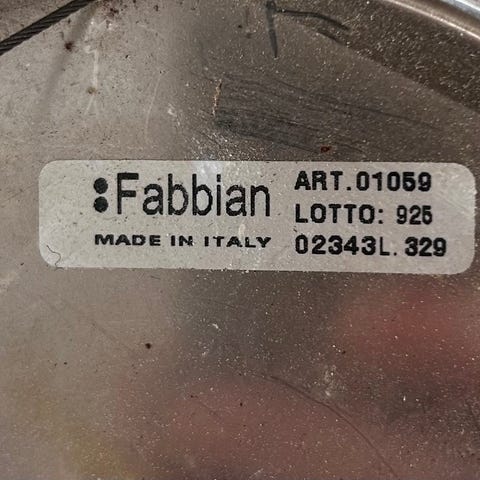 :Fabbian
MADE IN ITALY
ART.01059
LOTTO: 925
02343L.329